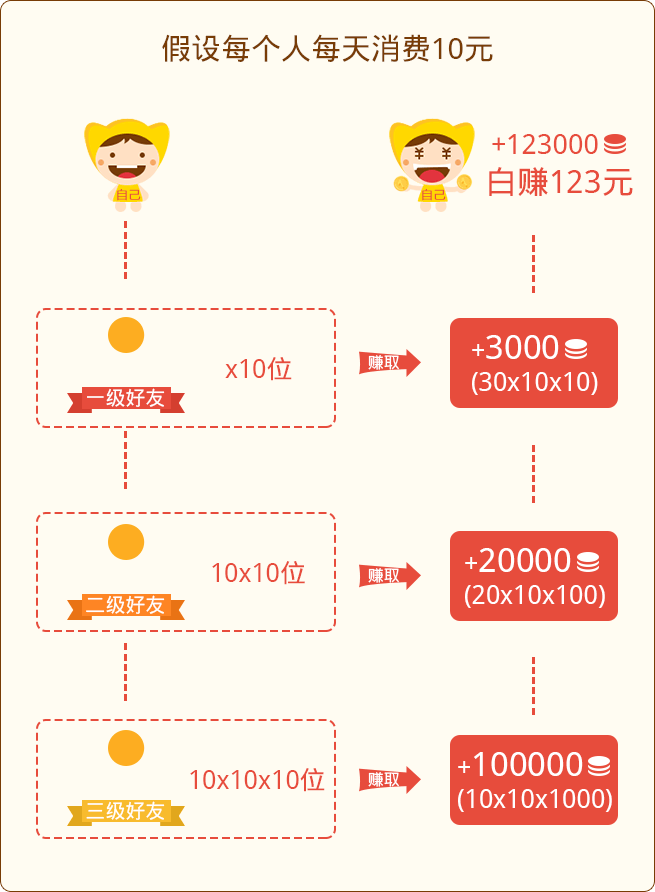 假设每个人每天消费10元
自己
自己
+123000
白赚123元
x10位
一级好友
赚取
+3000
(30x10x10)
10x10位
二级好友
赚取
+20000
(20x10x100)
10x10x10位
三级好友
赚取
+100000
(10x10x1000)